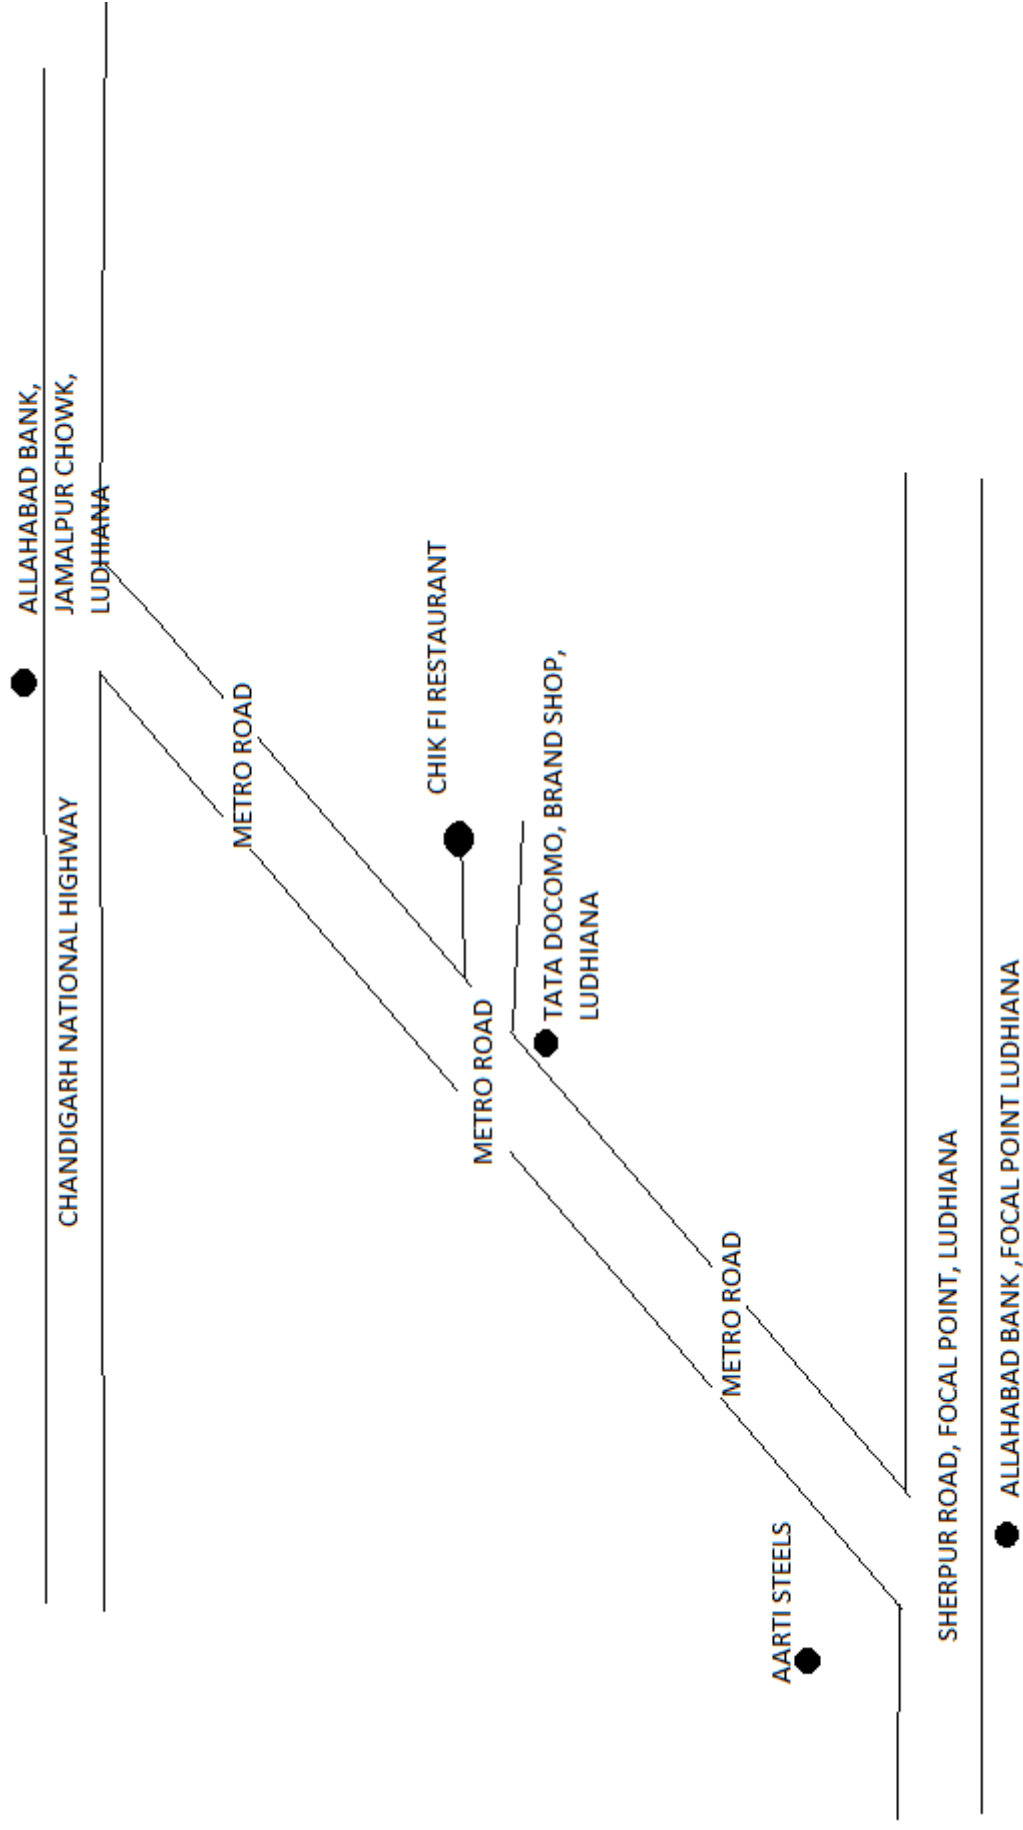 ALLAHABAD BANK,
JAMALPUR CHOWK,
LUDHIANA
CHANDIGARH NATIONAL HIGHWAY
METRO ROAD
CHIK FI RESTAURANT
METRO ROAD
TATA DOCOMO, BRAND SHOP,
LUDHIANA
METRO ROAD
AARTI STEELS
SHERPUR ROAD, FOCAL POINT, LUDHIANA
ALLAHABAD BANK ,FOCAL POINT LUDHIANA